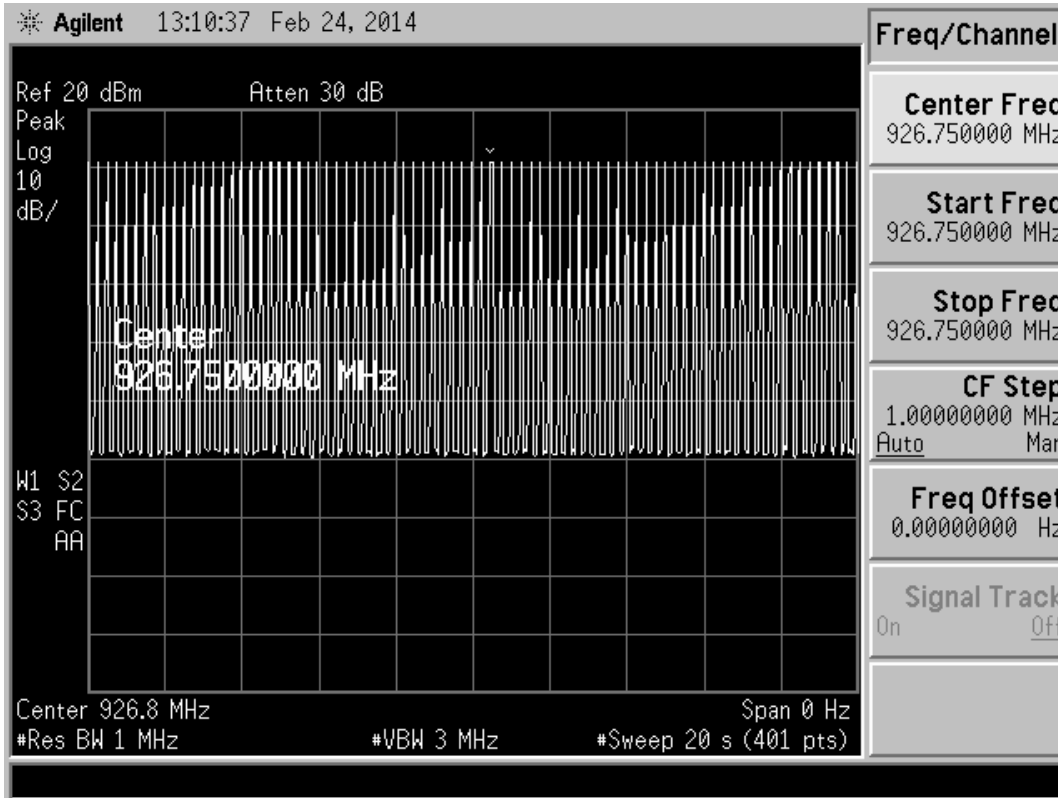 Agilent 13:10:37 Feb 24, 2014
Ref 20 dBm Atten 30 dB
Peak
Log
10
dB/
Center
926.7500000 MHz
W1 S2
S3 FC
AA
Center 926.8 MHz Span 0 Hz
#Res BW 1 MHz #VBW 3 MHz #Sweep 20 s (401 pts)
Freq/Channel
Center Freq
926.750000 MHz
Start Freq
926.750000 MHz
Stop Freq
926.750000 MHz
CF Step
1.00000000 MHz
Auto Man
Freq Offset
0.00000000 Hz
Signal Track
On Off